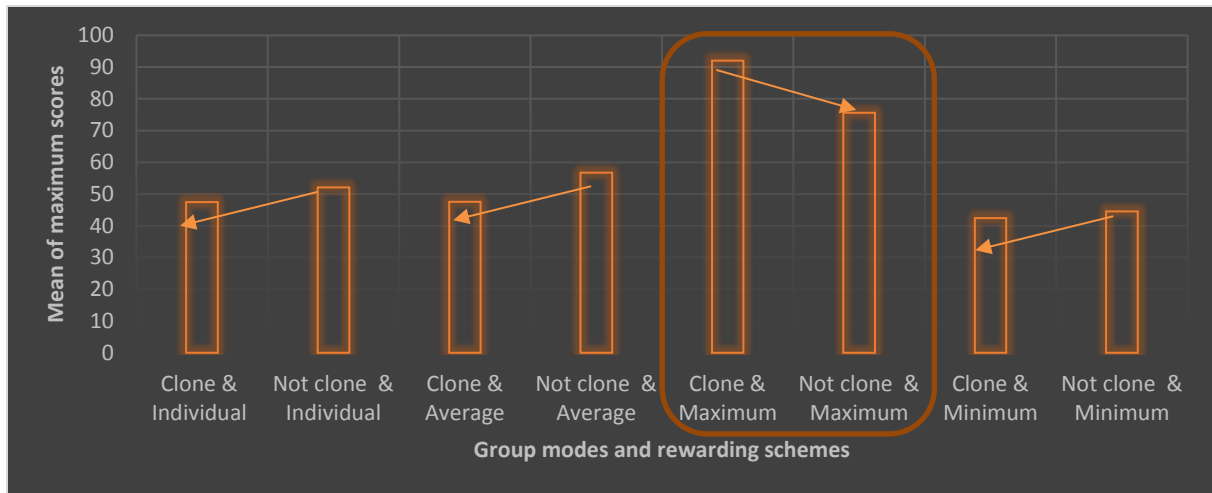 Mean of maximum scores
100
90
80
70
60
50
40
30
20
10
0
Clone &
Individual
Not clone &
Individual
Clone &
Average
Not clone &
Average
Clone &
Maximum
Not clone &
Maximum
Clone &
Minimum
Not clone &
Minimum
Group modes and rewarding schemes